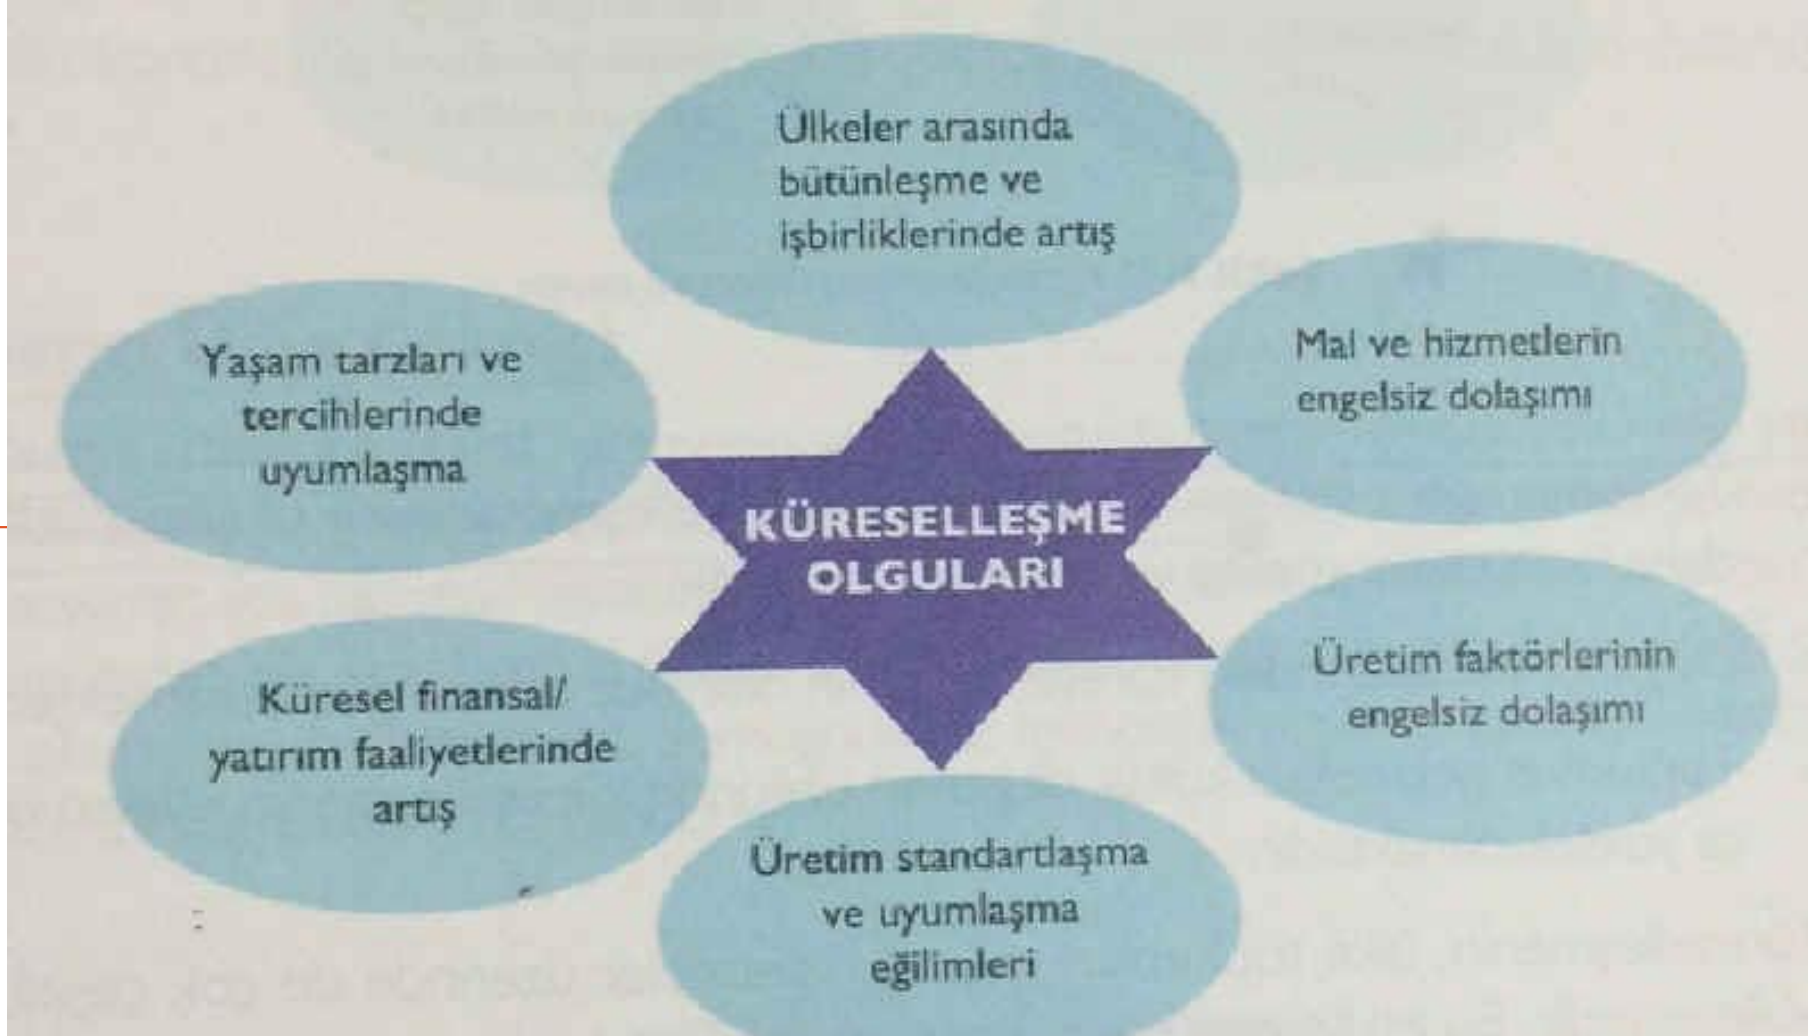 Ülkeler arasında
bütünleşme ve
işbirliklerinde artış
Mal ve hizmetlerin
engelsiz dolaşımı
Yaşam tarzları ve
tercihlerinde
uyumlaşma
KÜRESELLEŞME
OLGULARI
Üretim faktörlerinin
engelsiz dolaşımı
Küresel finansal/
yatırım faaliyetlerinde
artış
Üretim standartlaşma
ve uyumlaşma
eğilimleri